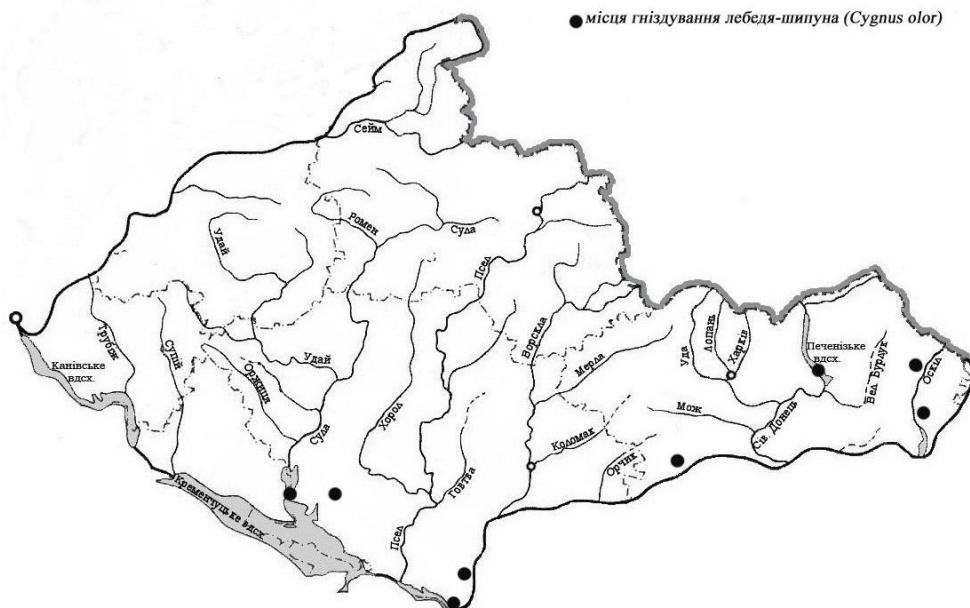 місця гніздування лебедя-шипуна (Cygnus olor)
Сейм
Ромен
Сула
Удай
Псел
Трубіж
Супій
Канівське
вдсх.
Удай
Оржиця
Сула
Хорол
Ворскла
Мерла
Уда
Лопань
Харків
Печенізьке
вдсх.
Вел. Бурлук
Оскіл
Мож
Сів. Донець
Коломак
Орчик
Говтва
Кременчуцьке вдсх.
Псел